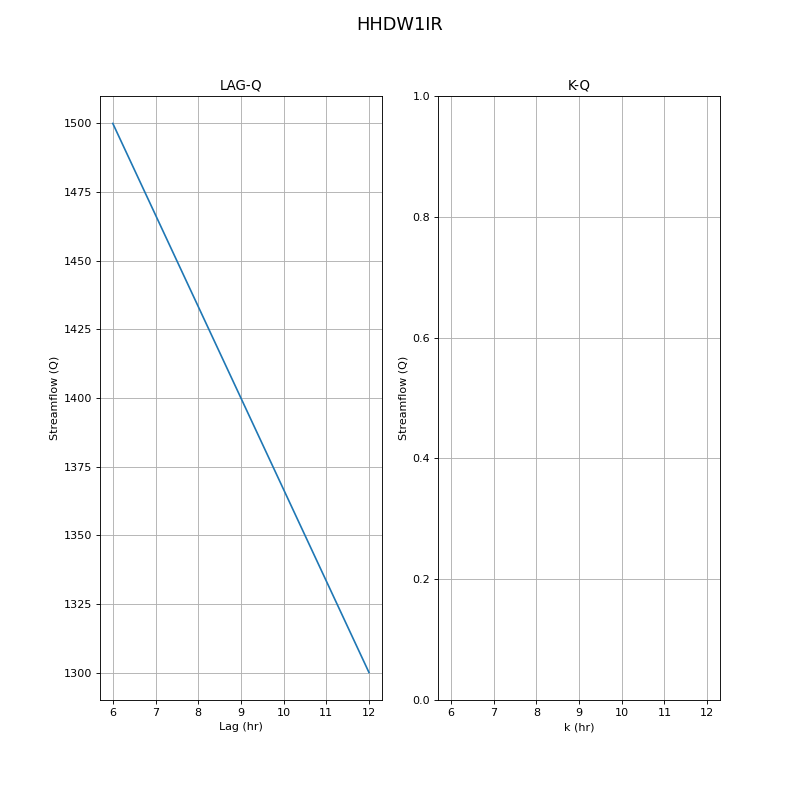 HHDW1IR
LAG-Q
K-Q
1500
1475
1450
1425
1400
1375
1350
1325
1300
Streamflow (Q)
6 7 8 9 10 11 12
Lag (hr)
1.0
0.8
0.6
0.4
0.2
0.0
Streamflow (Q)
6 7 8 9 10 11 12
k (hr)